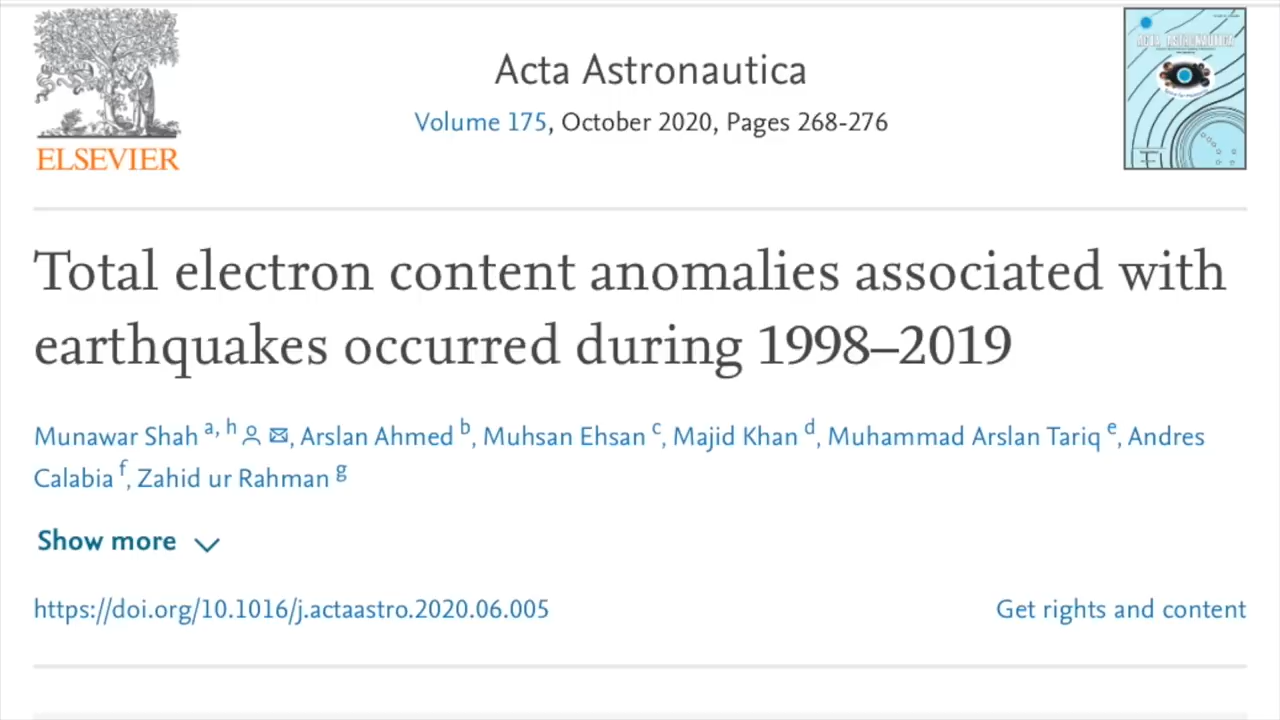 Acta Astronautica
Volume 175, October 2020, Pages 268-276
ELSEVIER
ACTA ASTRONAUTICA
Total electron content anomalies associated with
earthquakes occurred during 1998–2019
Munawar Shah a, h, Arslan Ahmed b, Muhsan Ehsan c, Majid Khan d, Muhammad Arslan Tariq e, Andres
Calabia f, Zahid ur Rahman g
Show more
https://doi.org/10.1016/j.actaastro.2020.06.005
Get rights and content